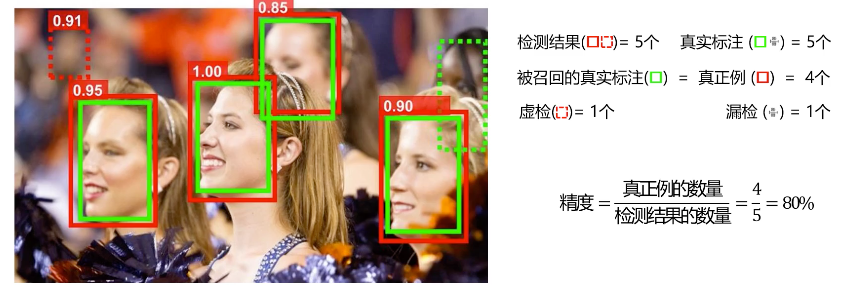 0.91
0.85
1.00
0.95
0.90
检测结果()= 5个 真实标注 ( ) = 5个
被召回的真实标注( ) = 真正例 ( ) = 4个
虚检( )= 1个 漏检 ( ) = 1个
精度 = 真正例的数量 / 检测结果的数量 = 4 / 5 = 80%